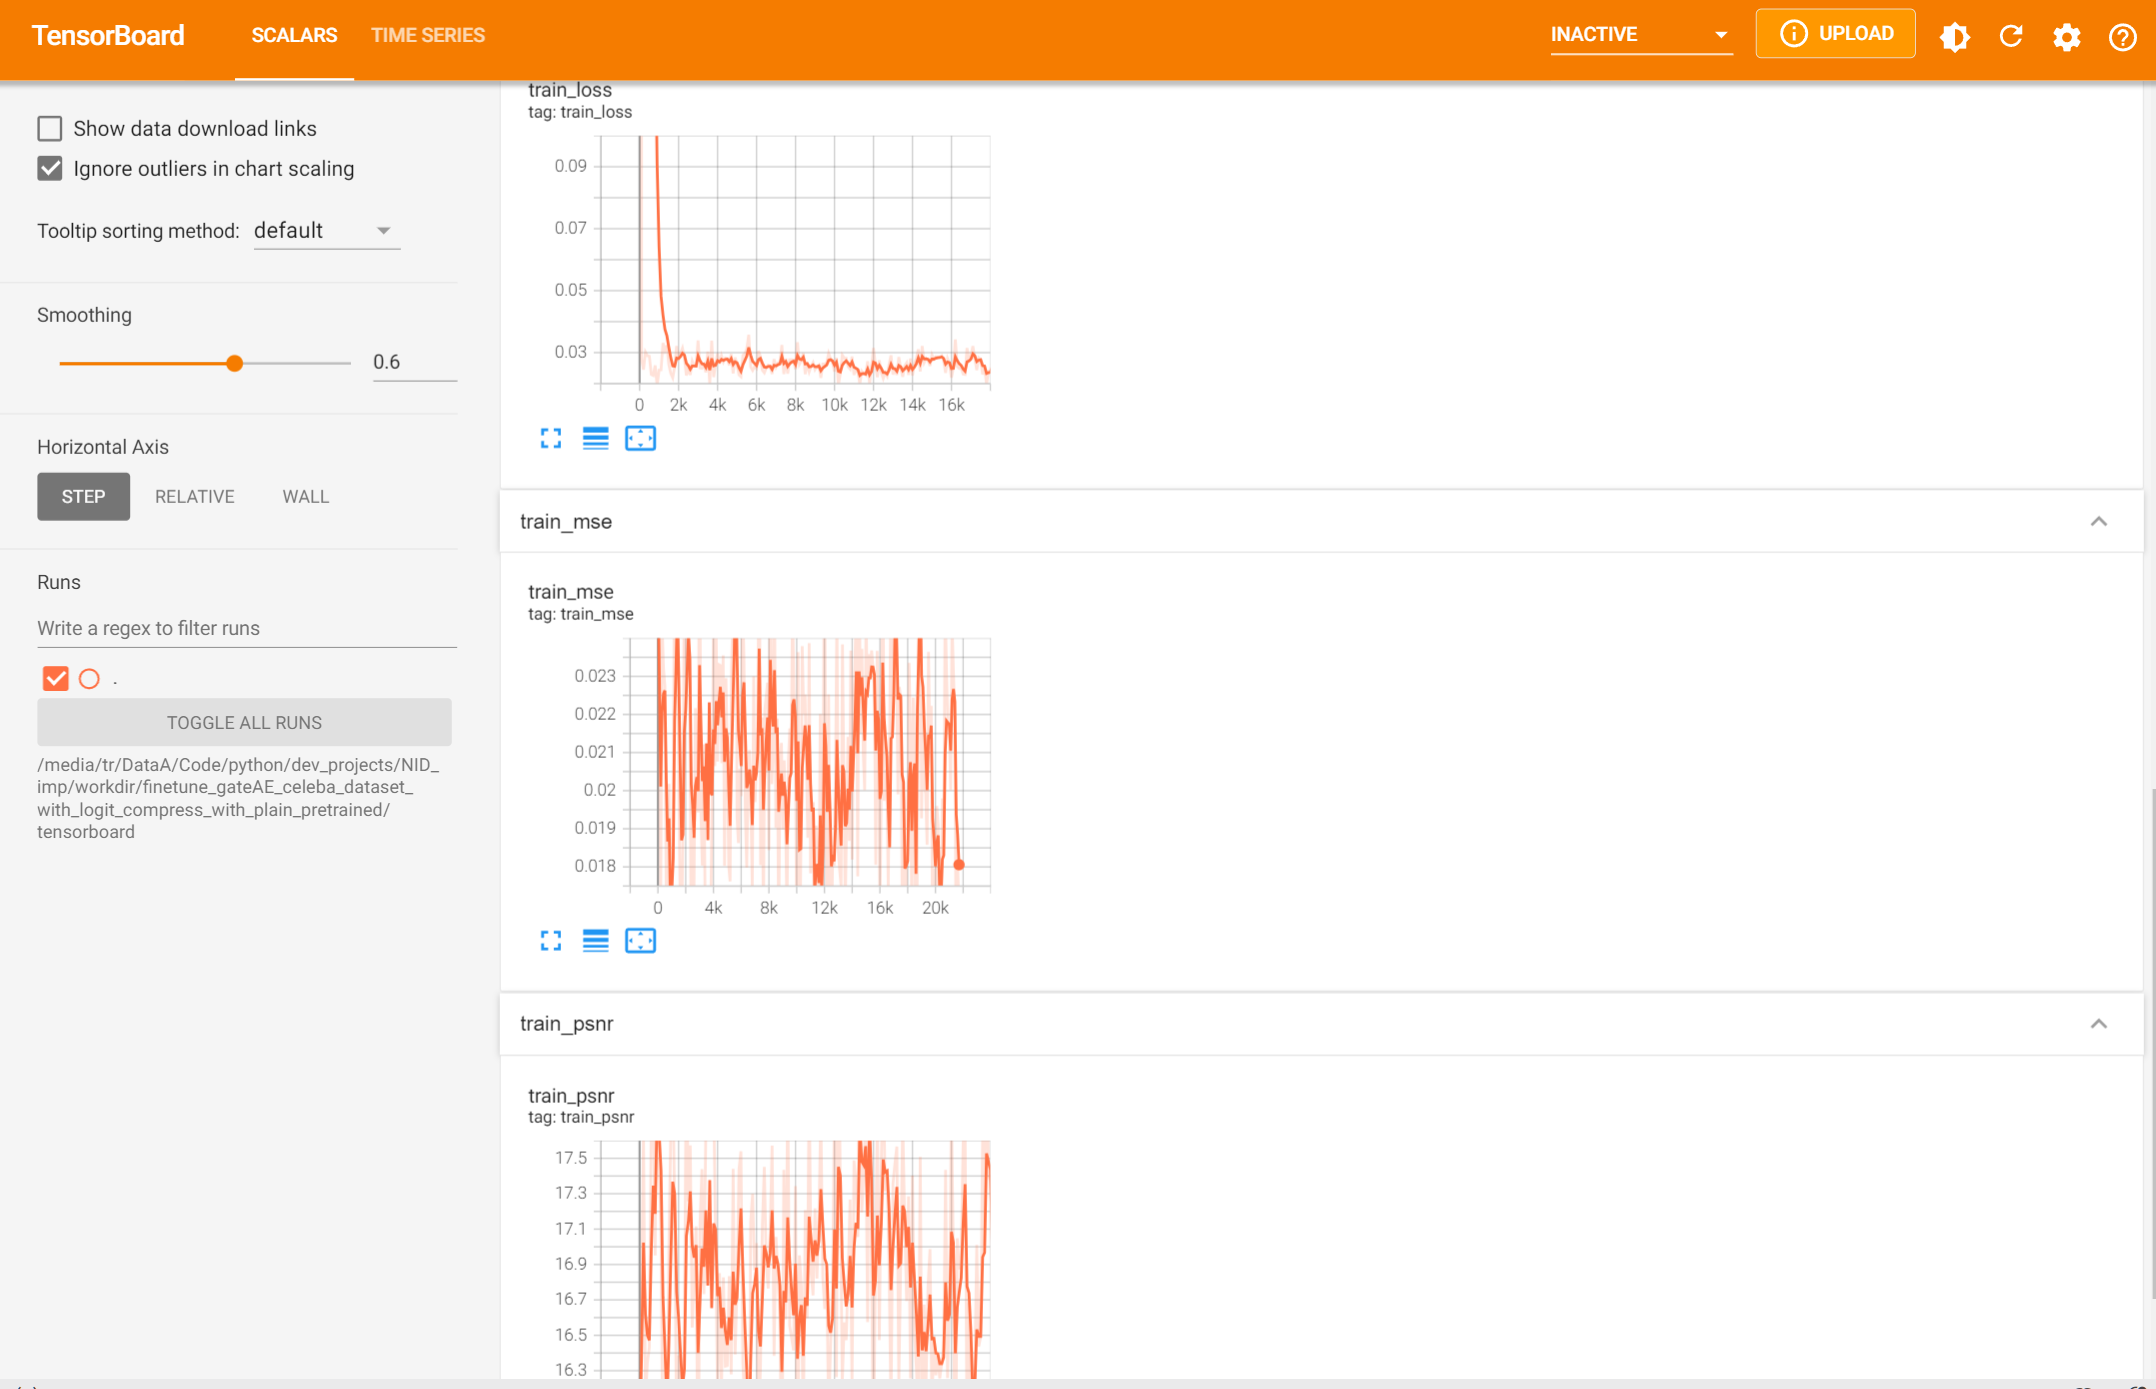 TensorBoard
SCALARS
TIME SERIES
INACTIVE
UPLOAD
Show data download links
Ignore outliers in chart scaling
Tooltip sorting method: default
Smoothing
0.6
Horizontal Axis
STEP
RELATIVE
WALL
Runs
Write a regex to filter runs
.
TOGGLE ALL RUNS
/media/tr/DataA/Code/python/dev_projects/NID_
imp/workdir/finetune_gateAE_celeba_dataset_
with_logit_compress_with_plain_pretrained/
tensorboard
train_loss
tag: train_loss
0.09
0.07
0.05
0.03
0 2k 4k 6k 8k 10k 12k 14k 16k
train_mse
train_mse
tag: train_mse
0.023
0.022
0.021
0.02
0.019
0.018
0 4k 8k 12k 16k 20k
train_psnr
train_psnr
tag: train_psnr
17.5
17.3
17.1
16.9
16.7
16.5
16.3